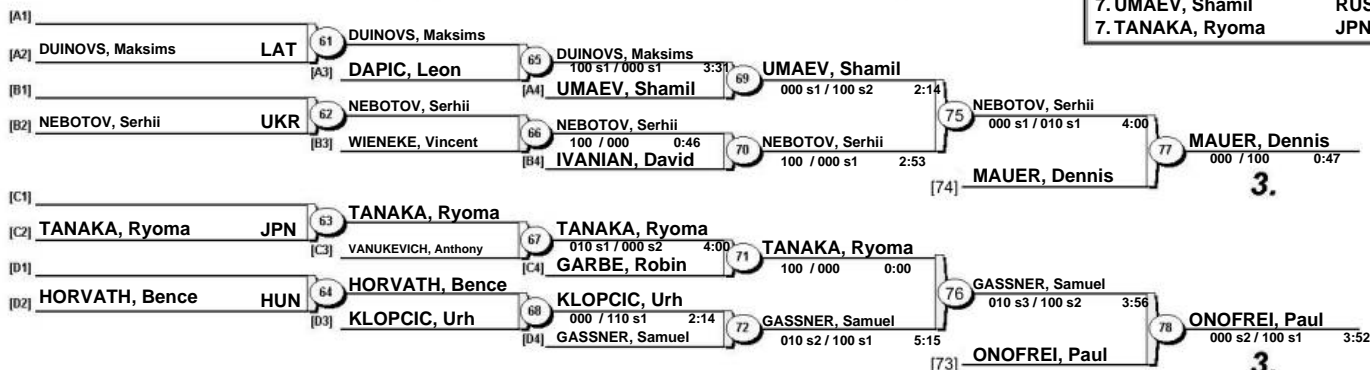 7. UMAEV, Shamil RUS
7. TANAKA, Ryoma JPN
[A1]
[A2] DUINOVS, Maksims LAT
61
DUINOVS, Maksims
[A3] DAPIC, Leon
65
DUINOVS, Maksims
100 s1 / 000 s1 3:31
[A4] UMAEV, Shamil
69
UMAEV, Shamil
000 s1 / 100 s2 2:14
[B1]
[B2] NEBOTOV, Serhii UKR
62
NEBOTOV, Serhii
[B3] WIENEKE, Vincent
66
NEBOTOV, Serhii
100 / 000 0:46
[B4] IVANIAN, David
70
NEBOTOV, Serhii
100 / 000 s1 2:53
75
NEBOTOV, Serhii
000 s1 / 010 s1 4:00
[74] MAUER, Dennis
77
MAUER, Dennis
000 / 100 0:47
3.
[C1]
[C2] TANAKA, Ryoma JPN
63
TANAKA, Ryoma
[C3] VANUKEVICH, Anthony
67
TANAKA, Ryoma
010 s1 / 000 s2 4:00
[C4] GARBE, Robin
71
TANAKA, Ryoma
100 / 000 0:00
[D1]
[D2] HORVATH, Bence HUN
64
HORVATH, Bence
[D3] KLOPCIC, Urh
68
KLOPCIC, Urh
000 / 110 s1 2:14
[D4] GASSNER, Samuel
72
GASSNER, Samuel
010 s2 / 100 s1 5:15
76
GASSNER, Samuel
010 s3 / 100 s2 3:56
[73] ONOFREI, Paul
78
ONOFREI, Paul
000 s2 / 100 s1 3:52
3.